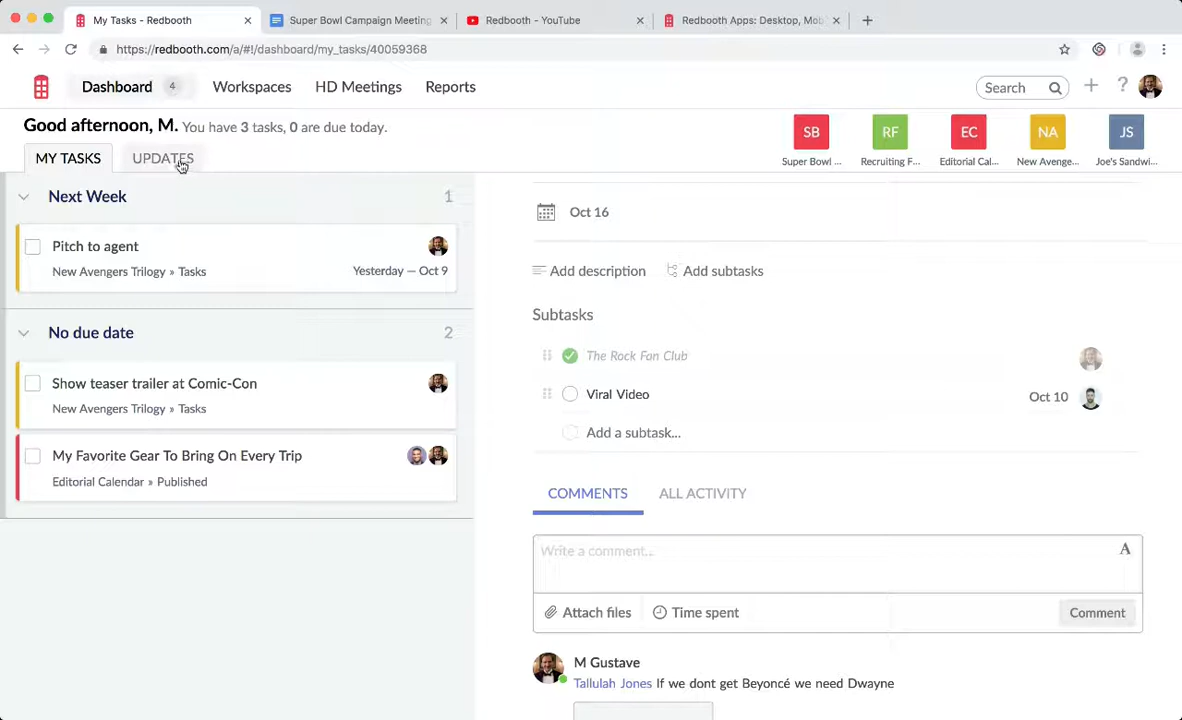 My Tasks - Redbooth
Super Bowl Campaign Meeting
Redbooth - YouTube
Redbooth Apps: Desktop, Mob
https://redbooth.com/a/#!/dashboard/my_tasks/40059368
Dashboard 4 Workspaces HD Meetings Reports
Search
Good afternoon, M. You have 3 tasks, 0 are due today.
SB RF EC NA JS
Super Bowl ... Recruiting F... Editorial Cal... New Avenge... Joe's Sandwi...
MY TASKS UPDATES
Next Week 1
Pitch to agent
New Avengers Trilogy » Tasks Yesterday — Oct 9
No due date 2
Show teaser trailer at Comic-Con
New Avengers Trilogy » Tasks
My Favorite Gear To Bring On Every Trip
Editorial Calendar » Published
Oct 16
Add description Add subtasks
Subtasks
The Rock Fan Club
Viral Video Oct 10
Add a subtask...
COMMENTS ALL ACTIVITY
Write a comment... A
Attach files Time spent Comment
M Gustave
Tallulah Jones If we dont get Beyoncé we need Dwayne